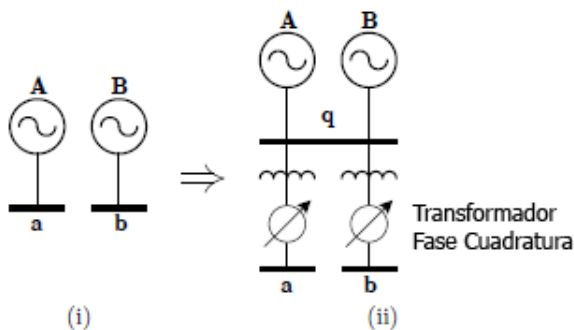 A B
a b
(i)
⇒
A B
q
Transformador
Fase Cuadratura
a b
(ii)